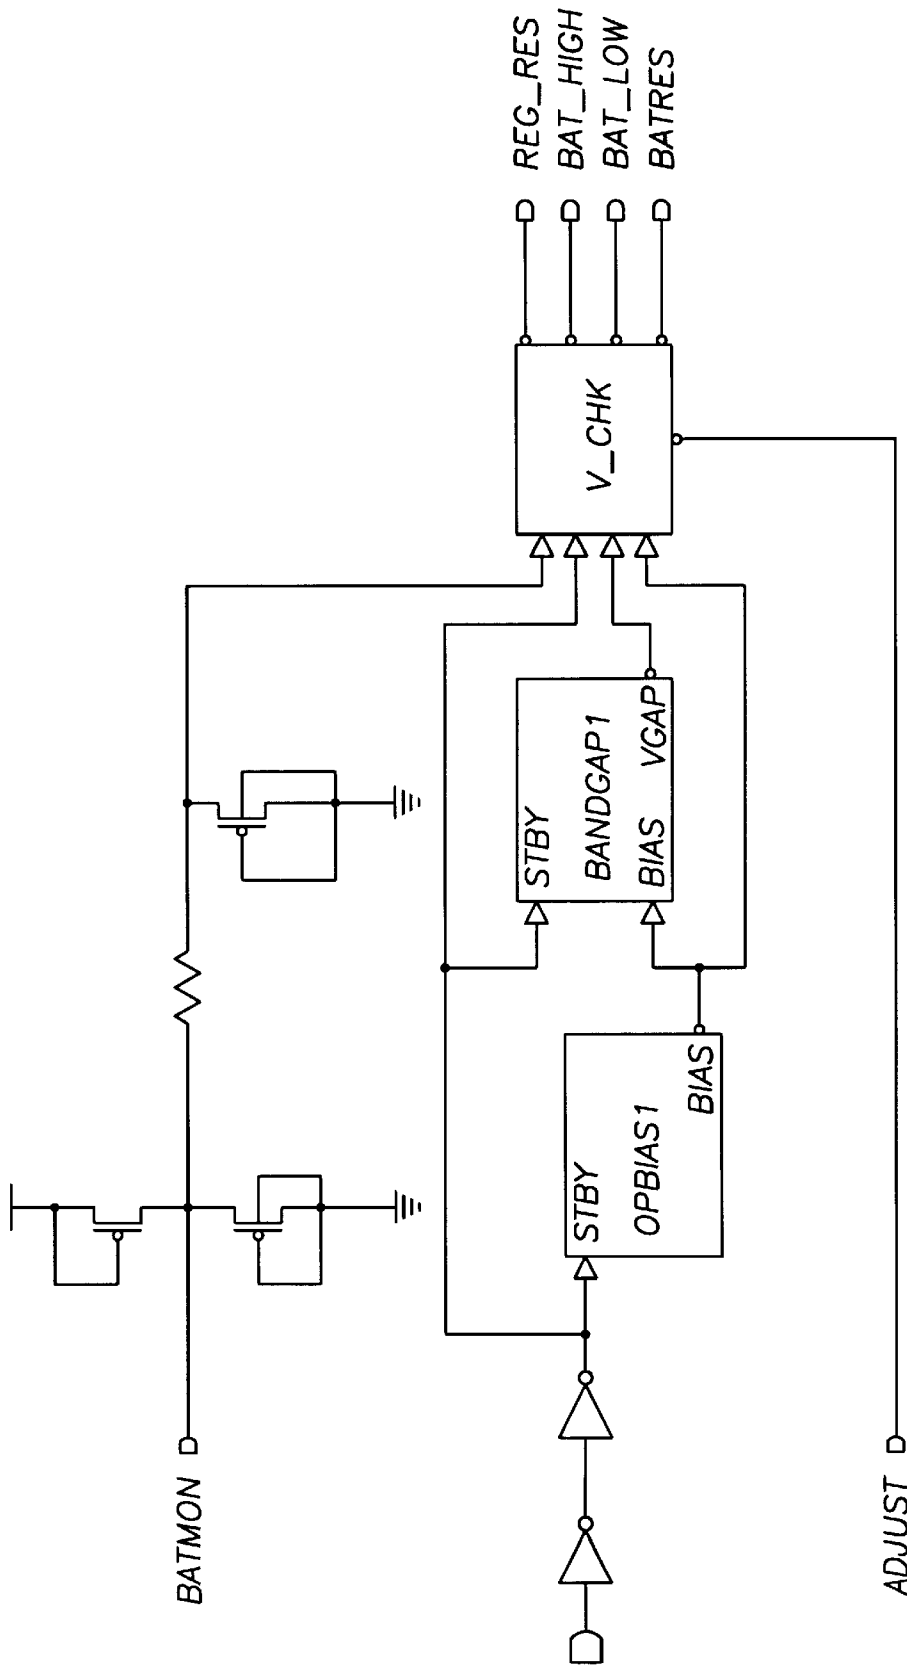 REG_RES
BAT_HIGH
BAT_LOW
BATRES
V_CHK
STBY
BANDGAP1
BIAS VGAP
STBY
OPBIAS1
BIAS
BATMON
ADJUST